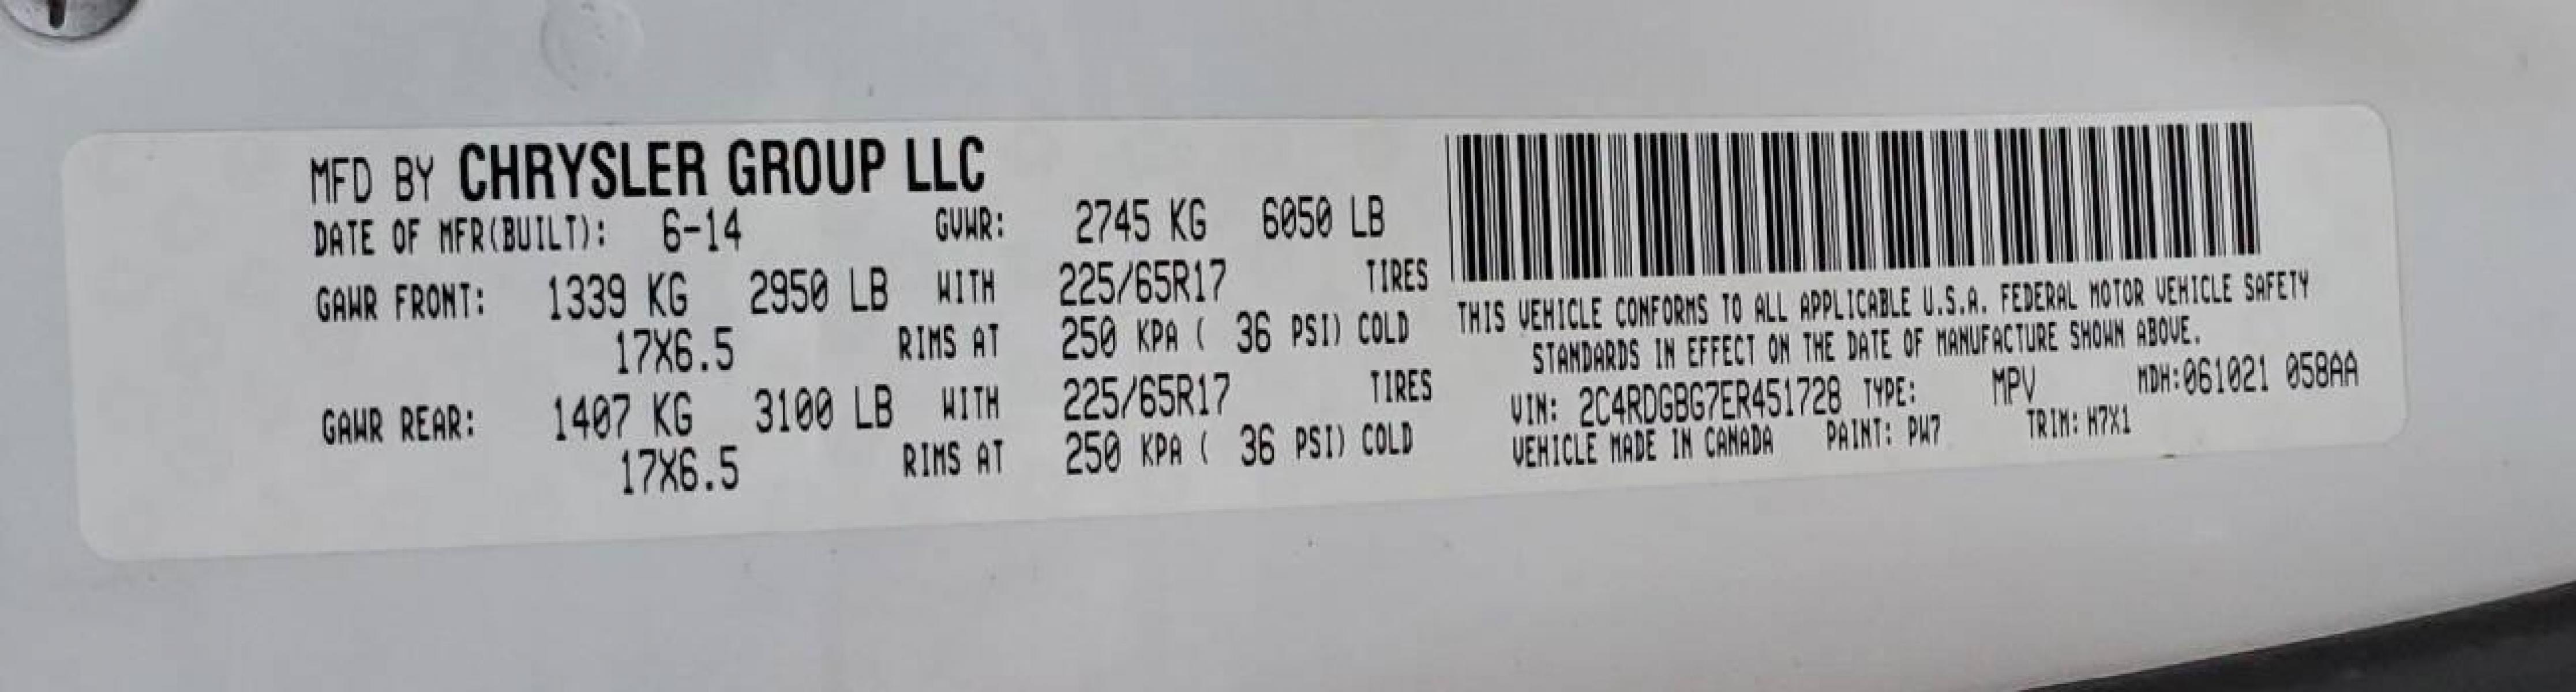 MFD BY CHRYSLER GROUP LLC
DATE OF MFR(BUILT): 6-14 GVWR: 2745 KG 6050 LB
GAWR FRONT: 1339 KG 2950 LB WITH 225/65R17 TIRES
17X6.5 RIMS AT 250 KPA ( 36 PSI) COLD
GAWR REAR: 1407 KG 3100 LB WITH 225/65R17 TIRES
17X6.5 RIMS AT 250 KPA ( 36 PSI) COLD
THIS VEHICLE CONFORMS TO ALL APPLICABLE U.S.A. FEDERAL MOTOR VEHICLE SAFETY
STANDARDS IN EFFECT ON THE DATE OF MANUFACTURE SHOWN ABOVE.
VIN: 2C4RDGBG7ER451728 TYPE: MPV MDH:061021 058AA
VEHICLE MADE IN CANADA PAINT: PW7 TRIM: H7X1